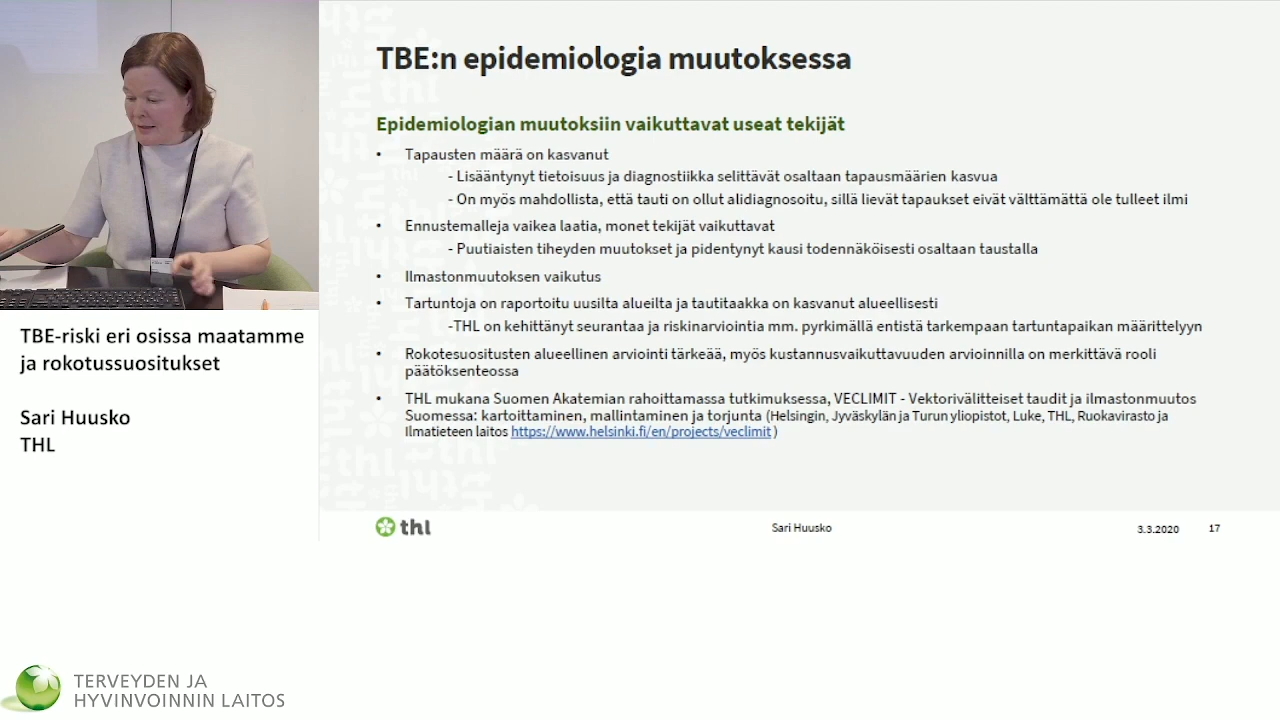 TBE:n epidemiologia muutoksessa
Epidemiologian muutoksiin vaikuttavat useat tekijät
• Tapausten määrä on kasvanut
- Lisääntynyt tietoisuus ja diagnostiikka selittävät osaltaan tapausmäärien kasvua
- On myös mahdollista, että tauti on ollut alidiagnosoitu, sillä lievät tapaukset eivät välttämättä ole tulleet ilmi
• Ennustemalleja vaikea laatia, monet tekijät vaikuttavat
- Puutiaisten tiheyden muutokset ja pidentynyt kausi todennäköisesti osaltaan taustalla
• Ilmastonmuutoksen vaikutus
• Tartuntoja on raportoitu uusilta alueilta ja tautitaakka on kasvanut alueellisesti
-THL on kehittänyt seurantaa ja riskinarviointia mm. pyrkimällä entistä tarkempaan tartuntapaikan määrittelyyn
• Rokotesuositusten alueellinen arviointi tärkeää, myös kustannusvaikuttavuuden arvioinnilla on merkittävä rooli
päätöksenteossa
• THL mukana Suomen Akatemian rahoittamassa tutkimuksessa, VECLIMIT - Vektorivälitteiset taudit ja ilmastonmuutos
Suomessa: kartoittaminen, mallintaminen ja torjunta (Helsingin, Jyväskylän ja Turun yliopistot, Luke, THL, Ruokavirasto ja
Ilmatieteen laitos https://www.helsinki.fi/en/projects/veclimit )
thl
Sari Huusko
3.3.2020
17
TBE-riski eri osissa maatamme
ja rokotussuositukset
Sari Huusko
THL
TERVEYDEN JA
HYVINVOINNIN LAITOS